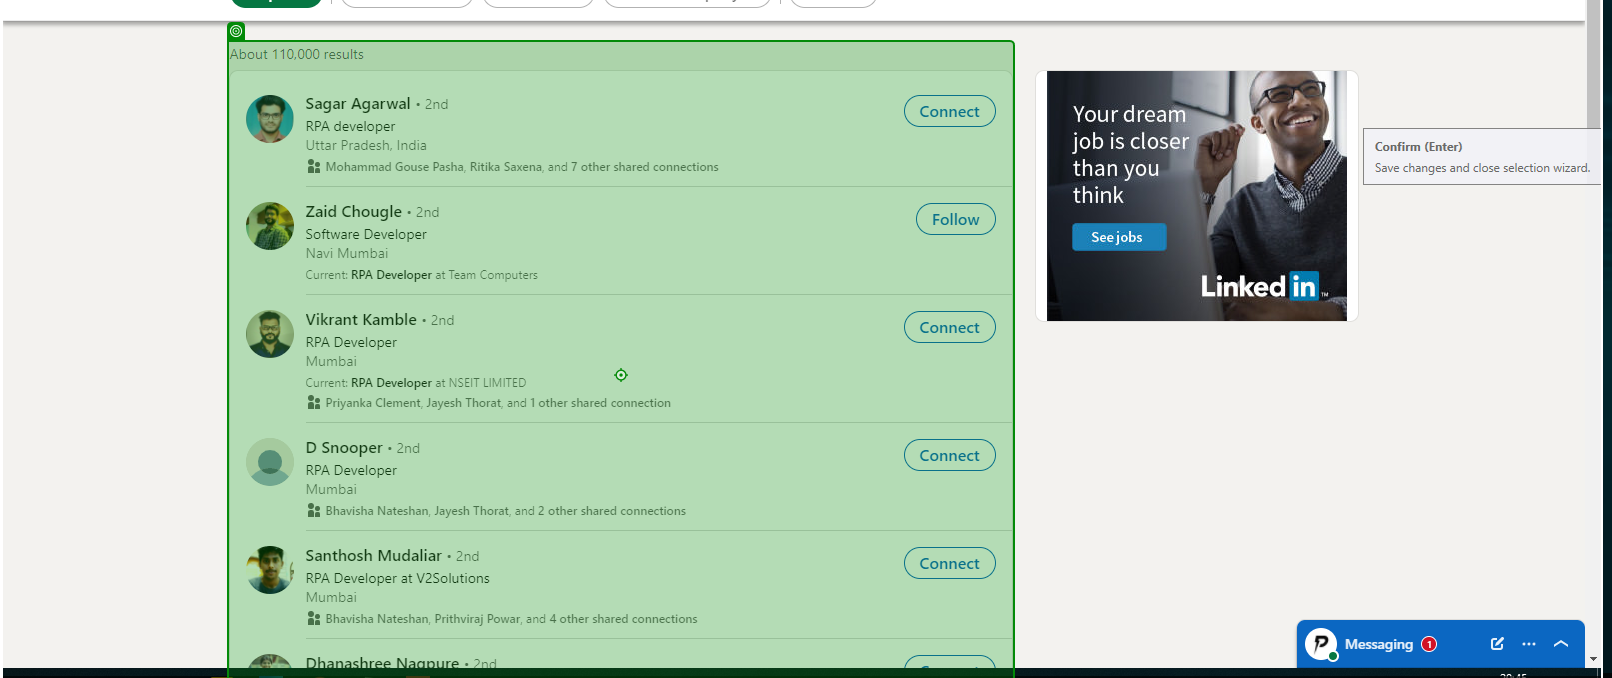 About 110,000 results
Sagar Agarwal • 2nd
Connect
RPA developer
Uttar Pradesh, India
Mohammad Gouse Pasha, Ritika Saxena, and 7 other shared connections
Zaid Chougle • 2nd
Follow
Software Developer
Navi Mumbai
Current: RPA Developer at Team Computers
Vikrant Kamble • 2nd
Connect
RPA Developer
Mumbai
Current: RPA Developer at NSEIT LIMITED
Priyanka Clement, Jayesh Thorat, and 1 other shared connection
D Snooper • 2nd
Connect
RPA Developer
Mumbai
Bhavisha Nateshan, Jayesh Thorat, and 2 other shared connections
Santhosh Mudaliar • 2nd
Connect
RPA Developer at V2Solutions
Mumbai
Bhavisha Nateshan, Prithviraj Powar, and 4 other shared connections
Dhanashree Nagpure • 2nd
Connect
Your dream
job is closer
than you
think
See jobs
Linked in ™
Confirm (Enter)
Save changes and close selection wizard.
Messaging 1